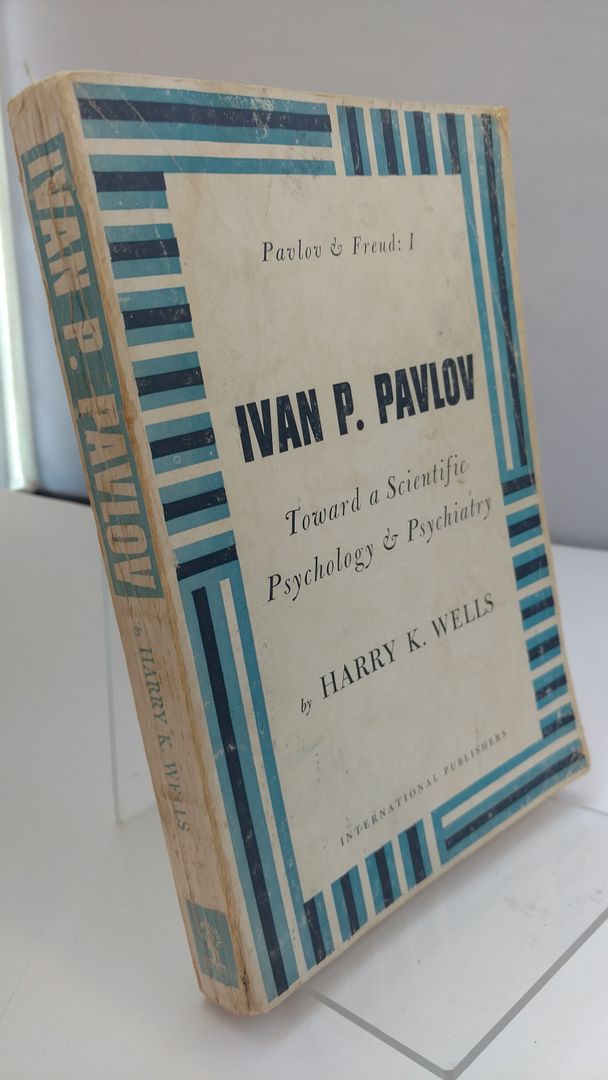 Pavlov & Freud: I
IVAN P. PAVLOV
Toward a Scientific
Psychology & Psychiatry
by HARRY K. WELLS
INTERNATIONAL PUBLISHERS
IVAN P. PAVLOV
by HARRY K. WELLS